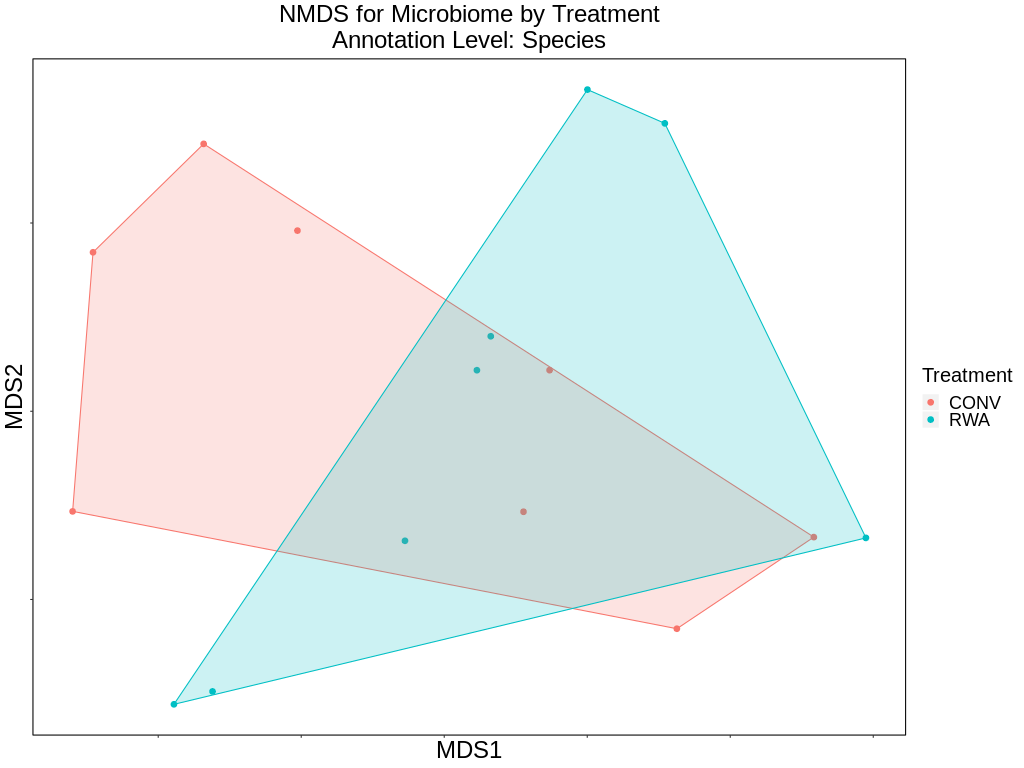 NMDS for Microbiome by Treatment
Annotation Level: Species
MDS2
MDS1
Treatment
CONV
RWA